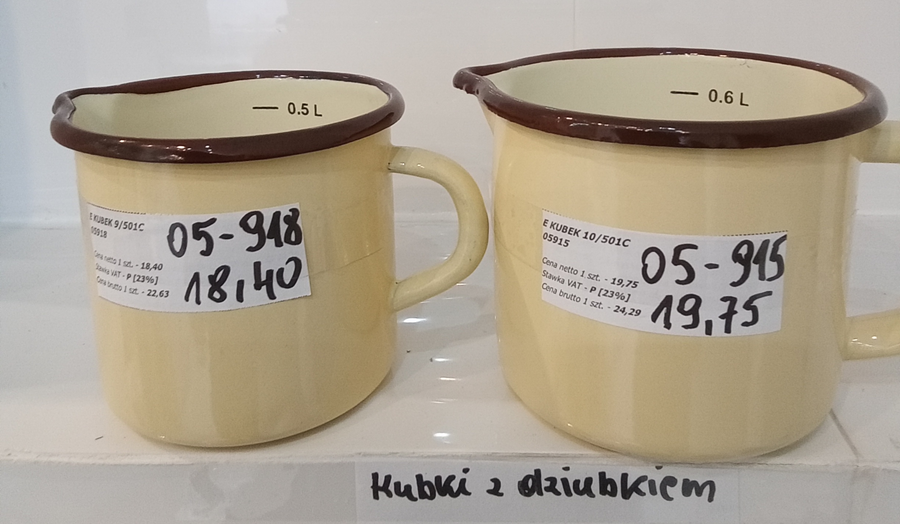 0.5 L
E KUBEK 9/501C
05918
05-918
Cena netto 1 szt. - 18,40
Stawka VAT - P [23%]
Cena brutto 1 szt. - 22,63
18,40
0.6 L
E KUBEK 10/501C
05915
05-915
Cena netto 1 szt. - 19,75
Stawka VAT - P [23%]
Cena brutto 1 szt. - 24,29
19,75
Kubki z dziubkiem